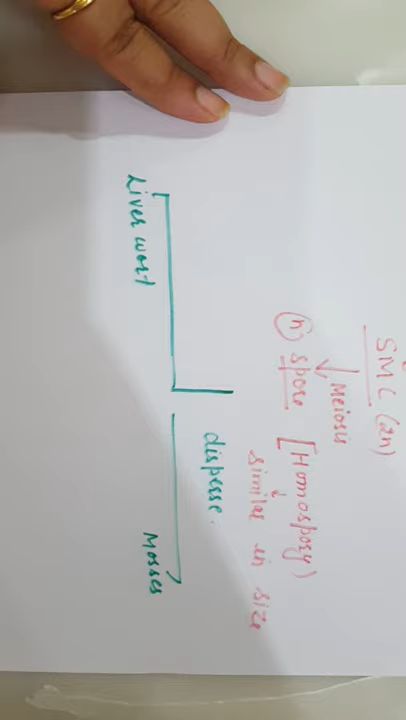 SMC (2n)
Meiosis
(n) spore [Homospory)
similar in size
disperse.
Liver wort
Mosses